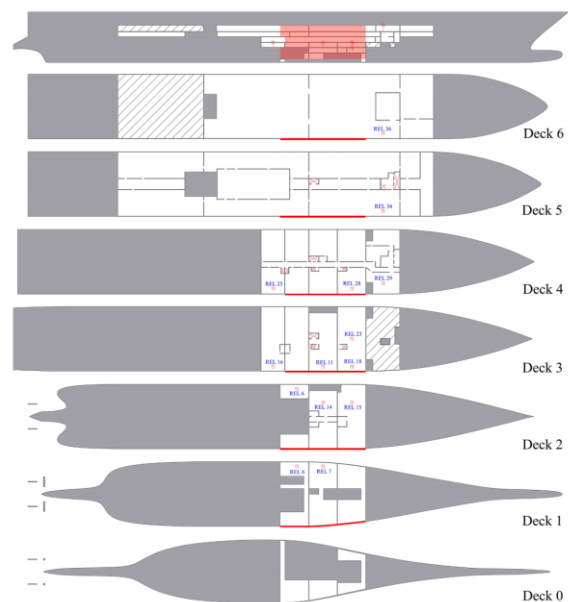 REL 36
Deck 6
REL 34
Deck 5
REL 29
REL 25 REL 28
Deck 4
REL 23
REL 16 REL 11 REL 18
Deck 3
REL 6
REL 14 REL 15
Deck 2
REL 6 REL 7
Deck 1
Deck 0